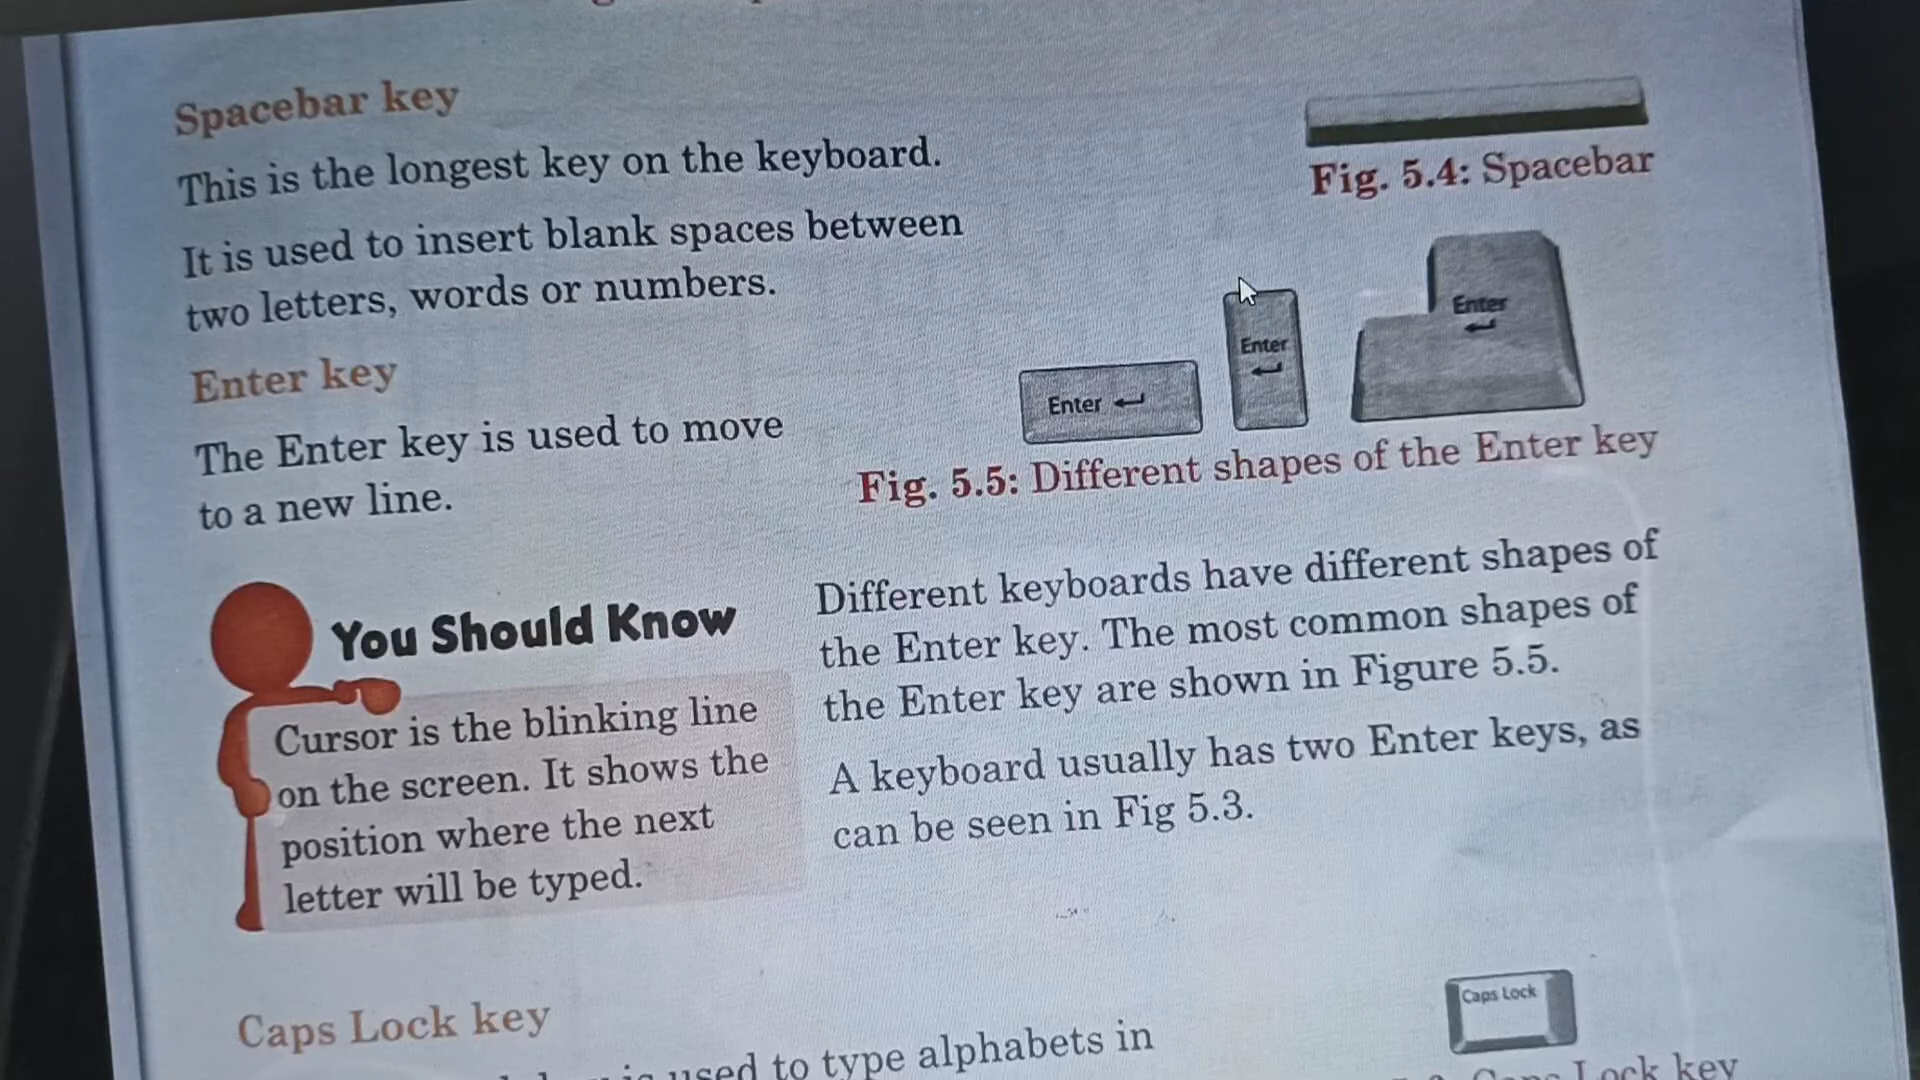 Spacebar key
This is the longest key on the keyboard.
It is used to insert blank spaces between
two letters, words or numbers.
Fig. 5.4: Spacebar
Enter key
The Enter key is used to move
to a new line.
Enter
Enter
Enter
Fig. 5.5: Different shapes of the Enter key
You Should Know
Cursor is the blinking line
on the screen. It shows the
position where the next
letter will be typed.
Different keyboards have different shapes of
the Enter key. The most common shapes of
the Enter key are shown in Figure 5.5.
A keyboard usually has two Enter keys, as
can be seen in Fig 5.3.
Caps Lock key
is used to type alphabets in
Caps Lock
Caps Lock key